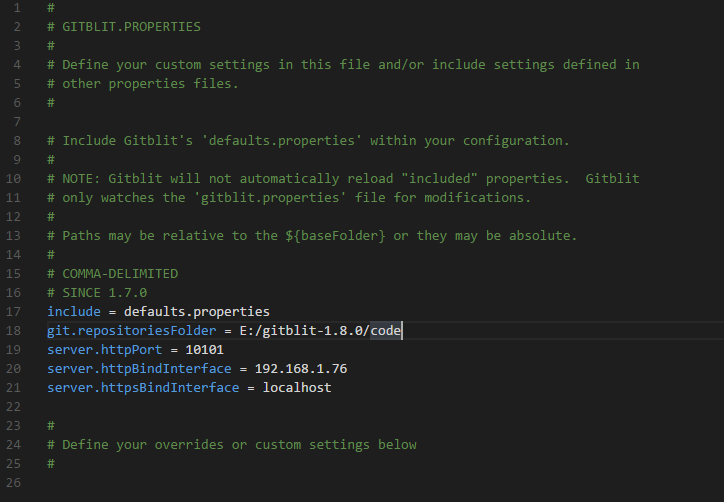 1 #
2 # GITBLIT.PROPERTIES
3 #
4 # Define your custom settings in this file and/or include settings defined in
5 # other properties files.
6 #
7
8 # Include Gitblit's 'defaults.properties' within your configuration.
9 #
10 # NOTE: Gitblit will not automatically reload "included" properties.  Gitblit
11 # only watches the 'gitblit.properties' file for modifications.
12 #
13 # Paths may be relative to the ${baseFolder} or they may be absolute.
14 #
15 # COMMA-DELIMITED
16 # SINCE 1.7.0
17 include = defaults.properties
18 git.repositoriesFolder = E:/gitblit-1.8.0/code
19 server.httpPort = 10101
20 server.httpBindInterface = 192.168.1.76
21 server.httpsBindInterface = localhost
22
23 #
24 # Define your overrides or custom settings below
25 #
26